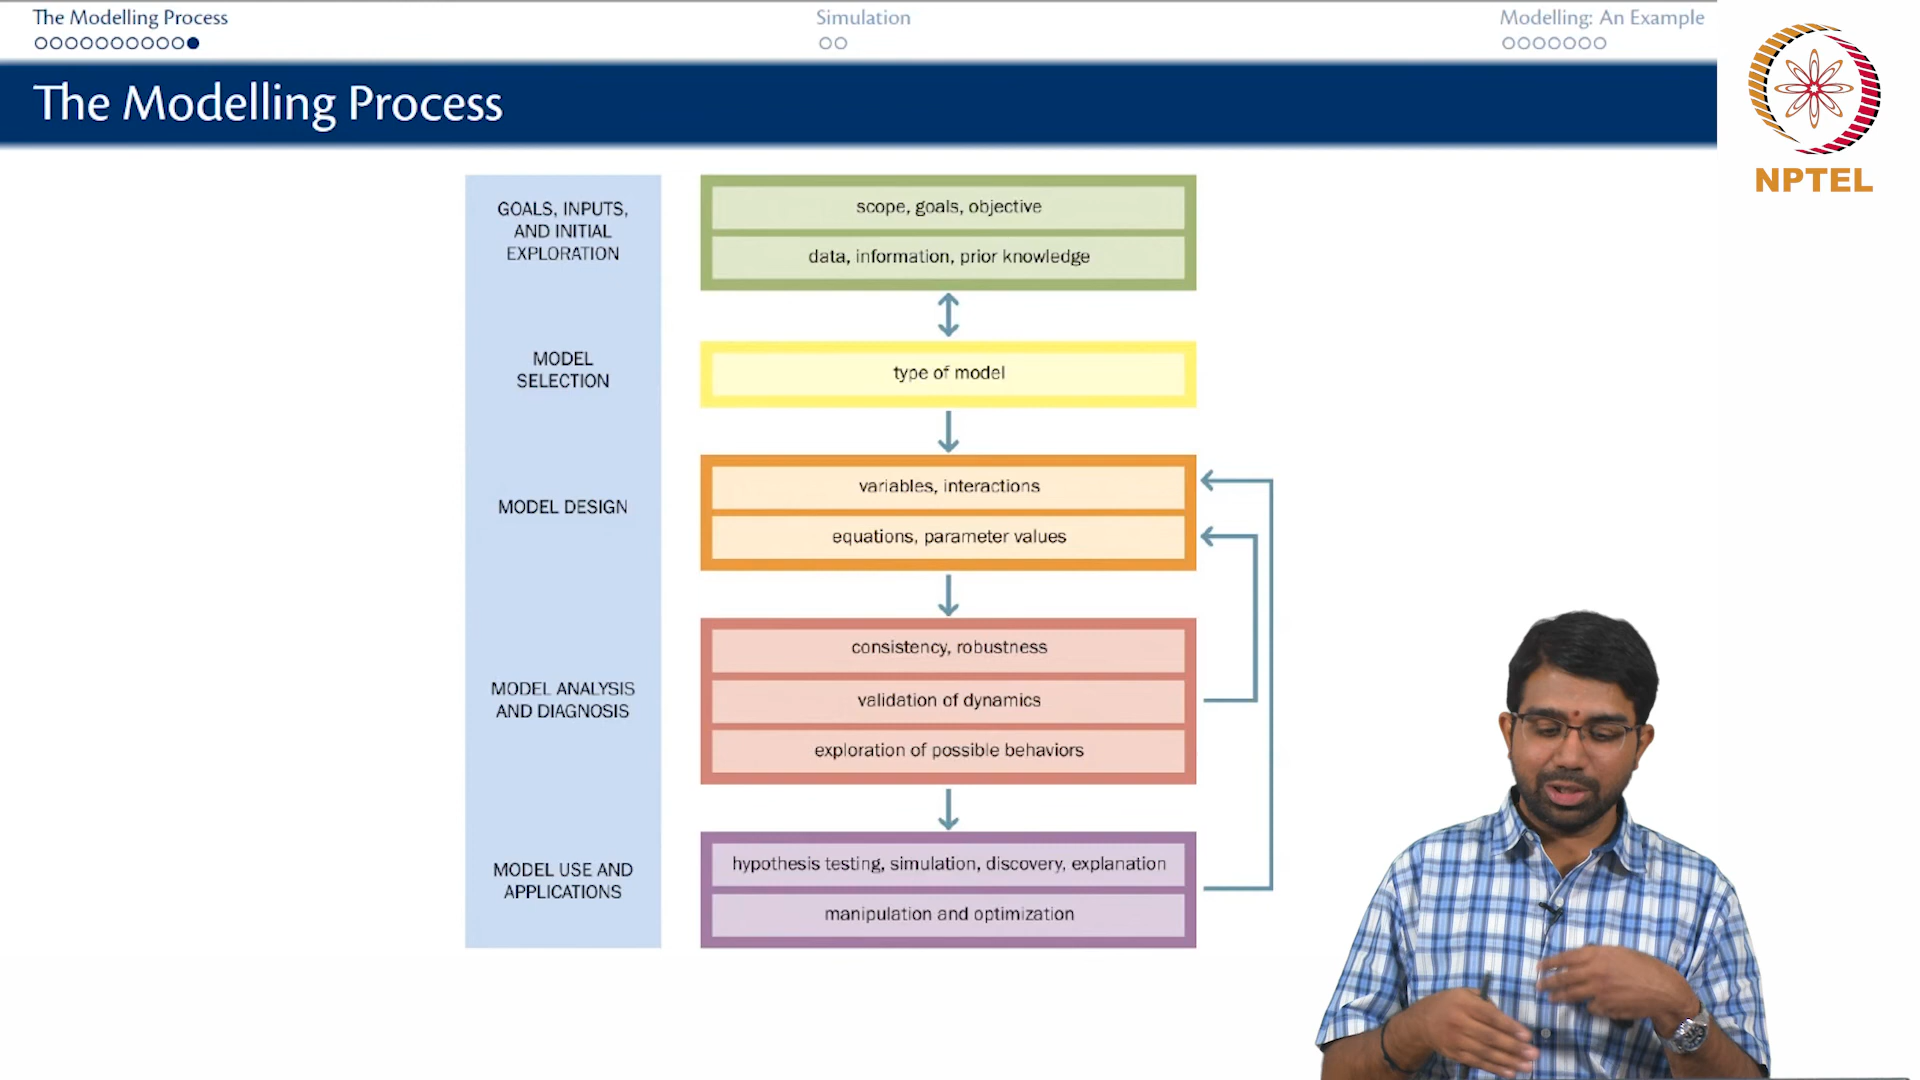 The Modelling Process
Simulation
Modelling: An Example
The Modelling Process
NPTEL
GOALS, INPUTS,
AND INITIAL
EXPLORATION
scope, goals, objective
data, information, prior knowledge
MODEL
SELECTION
type of model
MODEL DESIGN
variables, interactions
equations, parameter values
MODEL ANALYSIS
AND DIAGNOSIS
consistency, robustness
validation of dynamics
exploration of possible behaviors
MODEL USE AND
APPLICATIONS
hypothesis testing, simulation, discovery, explanation
manipulation and optimization